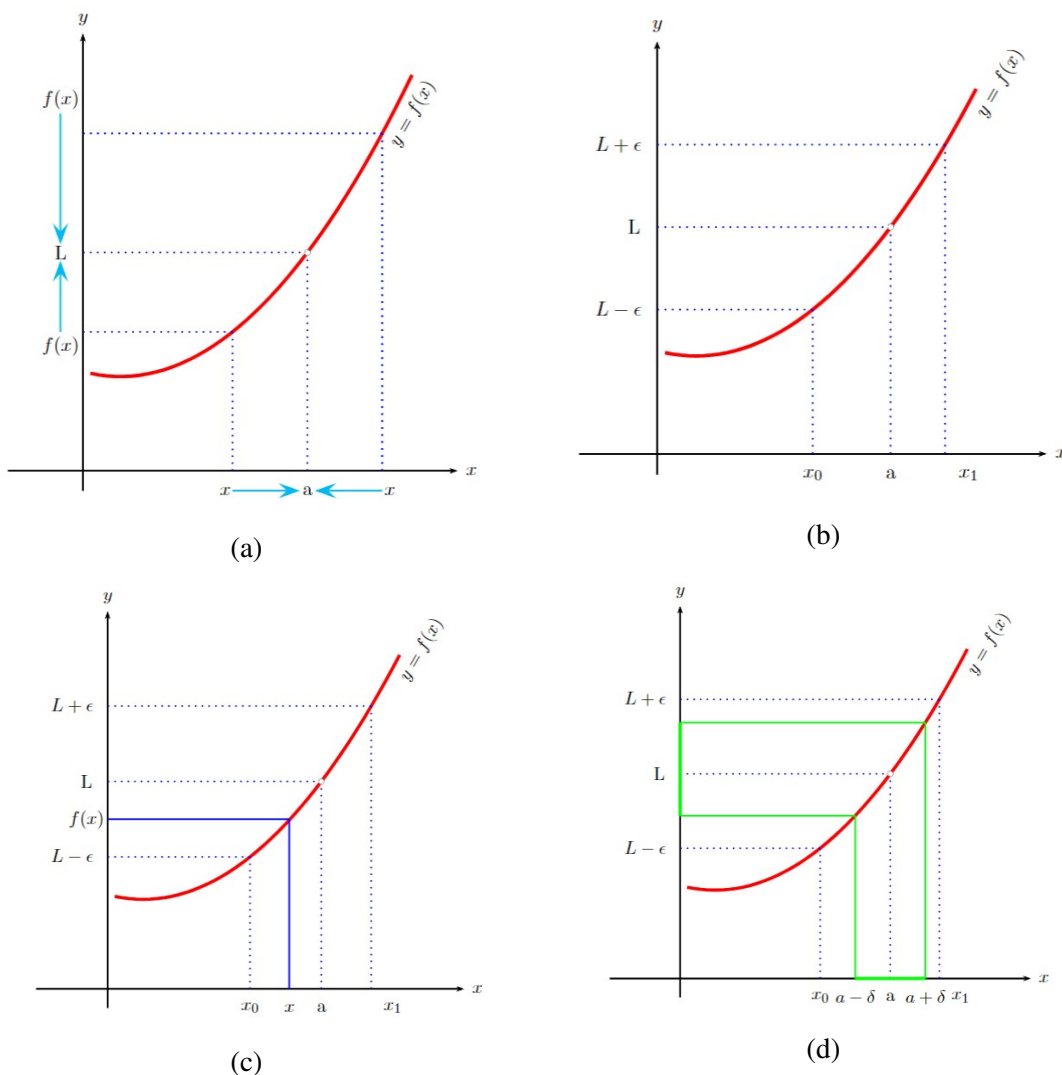 y
f(x)
y = f(x)
L
f(x)
x
x a x
(a)
y
y = f(x)
L + ϵ
L
L − ϵ
x
x₀ a x₁
(b)
y
y = f(x)
L + ϵ
L
f(x)
L − ϵ
x
x₀ x a x₁
(c)
y
y = f(x)
L + ϵ
L
L − ϵ
x
x₀ a − δ a a + δ x₁
(d)